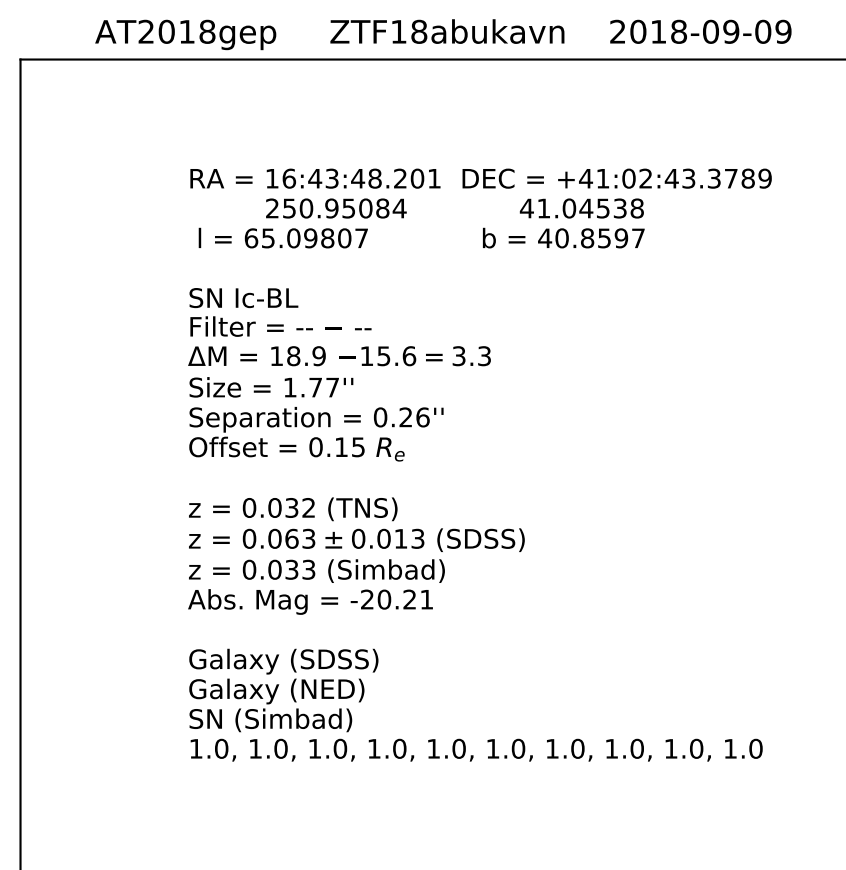 AT2018gep ZTF18abukavn 2018-09-09
RA = 16:43:48.201 DEC = +41:02:43.3789
250.95084 41.04538
l = 65.09807 b = 40.8597
SN Ic-BL
Filter = -- − --
ΔM = 18.9 −15.6 = 3.3
Size = 1.77''
Separation = 0.26''
Offset = 0.15 Re
z = 0.032 (TNS)
z = 0.063 ± 0.013 (SDSS)
z = 0.033 (Simbad)
Abs. Mag = -20.21
Galaxy (SDSS)
Galaxy (NED)
SN (Simbad)
1.0, 1.0, 1.0, 1.0, 1.0, 1.0, 1.0, 1.0, 1.0, 1.0